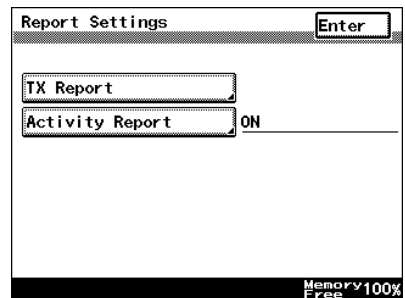 Report Settings
Enter
TX Report
Activity Report
ON
Memory
Free
100%